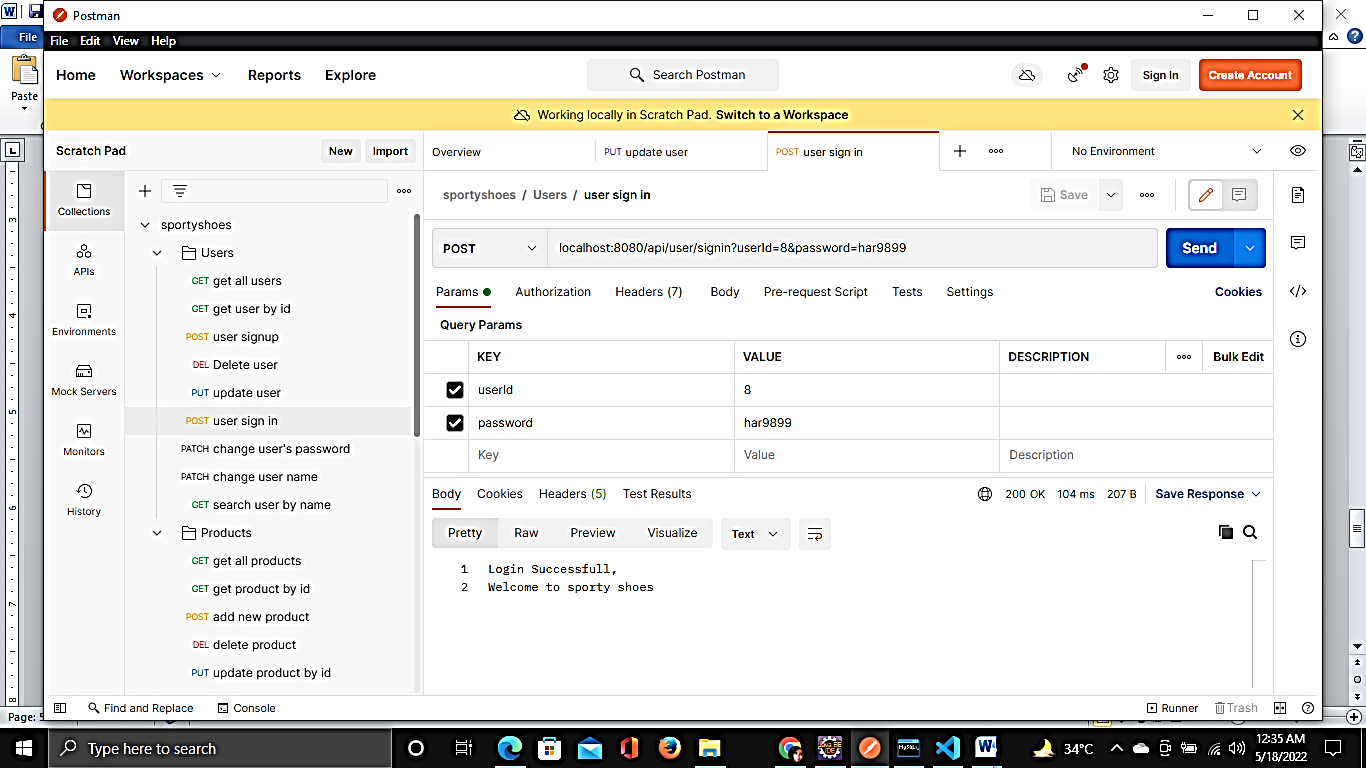 Postman
File
File Edit View Help
Paste
Home Workspaces Reports Explore Search Postman Sign In Create Account
Working locally in Scratch Pad. Switch to a Workspace
Scratch Pad New Import
Overview PUT update user POST user sign in No Environment
Collections
APIs
Environments
Mock Servers
Monitors
History
sportyshoes
Users
GET get all users
GET get user by id
POST user signup
DEL Delete user
PUT update user
POST user sign in
PATCH change user's password
PATCH change user name
GET search user by name
Products
GET get all products
GET get product by id
POST add new product
DEL delete product
PUT update product by id
sportyshoes / Users / user sign in Save
POST localhost:8080/api/user/signin?userId=8&password=har9899 Send
Params Authorization Headers (7) Body Pre-request Script Tests Settings Cookies
Query Params
KEY VALUE DESCRIPTION Bulk Edit
userId 8
password har9899
Key Value Description
Body Cookies Headers (5) Test Results 200 OK 104 ms 207 B Save Response
Pretty Raw Preview Visualize Text
1 Login Successfull,
2 Welcome to sporty shoes
Find and Replace Console Runner Trash
Page:
Type here to search 34°C 12:35 AM
5/18/2022